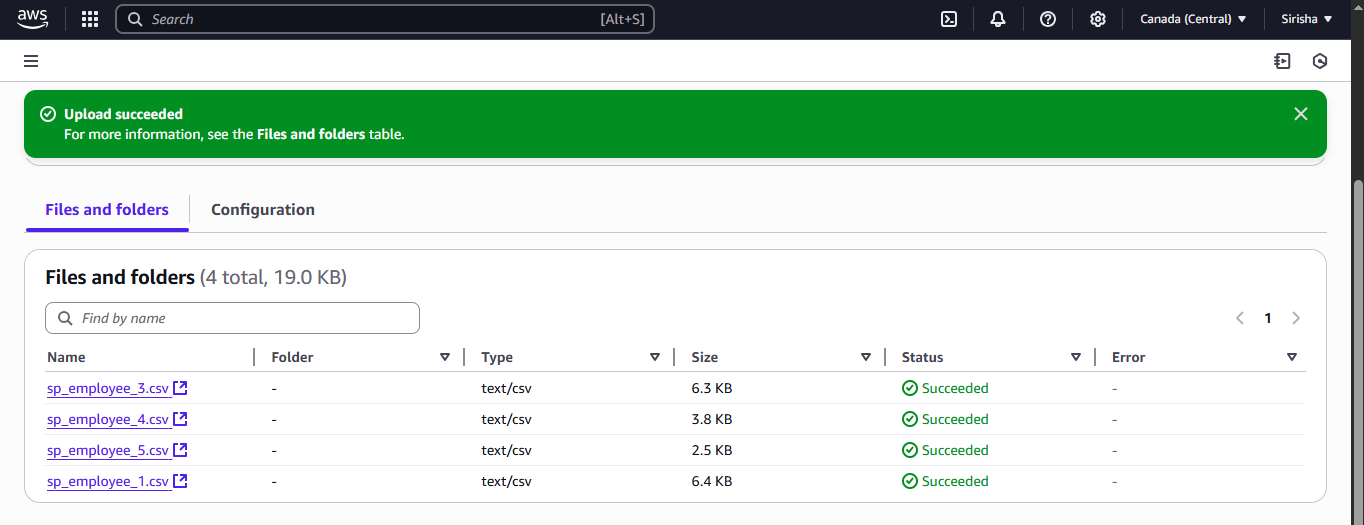 aws Search [Alt+S] Canada (Central) Sirisha
Upload succeeded
For more information, see the Files and folders table.
Files and folders Configuration
Files and folders (4 total, 19.0 KB)
Find by name 1
Name Folder Type Size Status Error
sp_employee_3.csv - text/csv 6.3 KB Succeeded -
sp_employee_4.csv - text/csv 3.8 KB Succeeded -
sp_employee_5.csv - text/csv 2.5 KB Succeeded -
sp_employee_1.csv - text/csv 6.4 KB Succeeded -